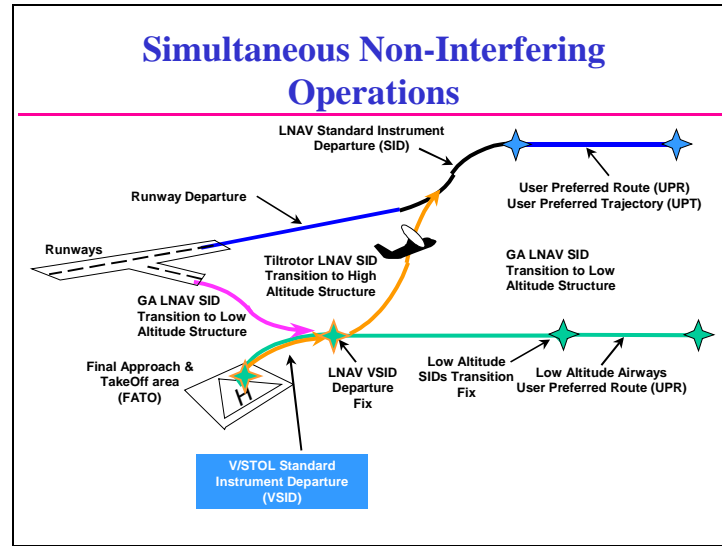 Simultaneous Non-Interfering
Operations
LNAV Standard Instrument
Departure (SID)
User Preferred Route (UPR)
User Preferred Trajectory (UPT)
Runway Departure
Runways
Tiltrotor LNAV SID
Transition to High
Altitude Structure
GA LNAV SID
Transition to Low
Altitude Structure
GA LNAV SID
Transition to Low
Altitude Structure
Final Approach &
TakeOff area
(FATO)
H
LNAV VSID
Departure
Fix
Low Altitude
SIDs Transition
Fix
Low Altitude Airways
User Preferred Route (UPR)
V/STOL Standard
Instrument Departure
(VSID)